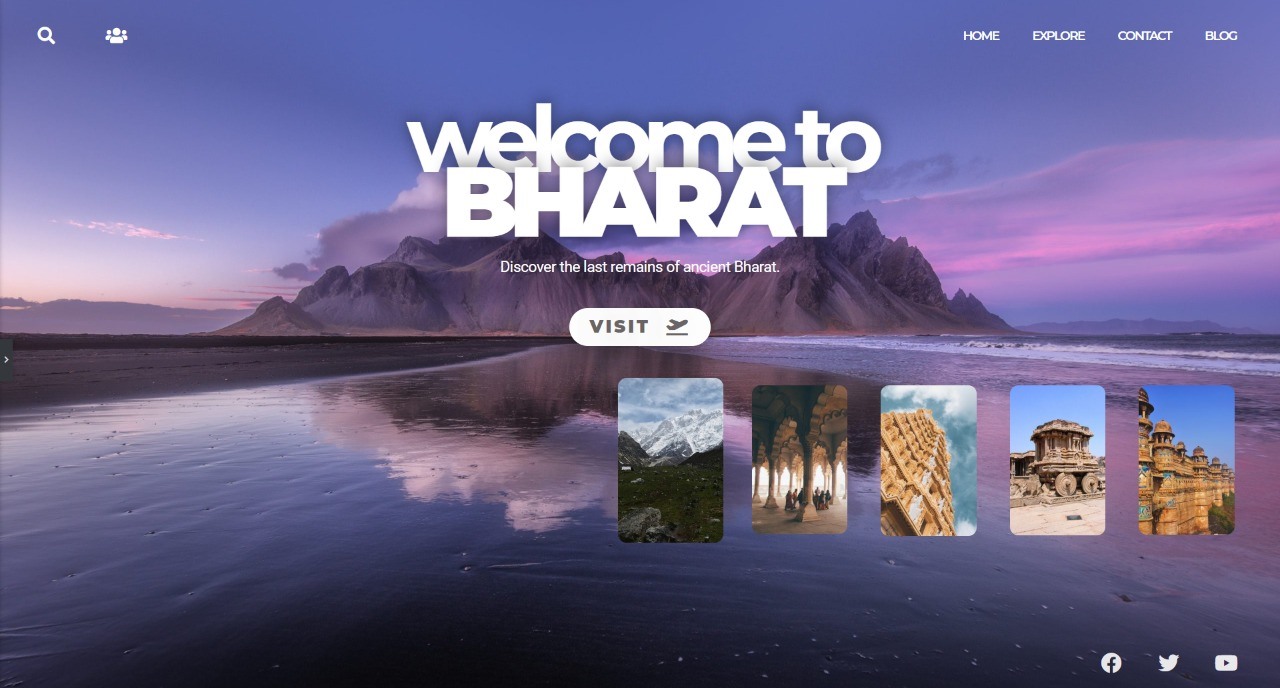 HOME EXPLORE CONTACT BLOG
welcome to
BHARAT
Discover the last remains of ancient Bharat.
VISIT